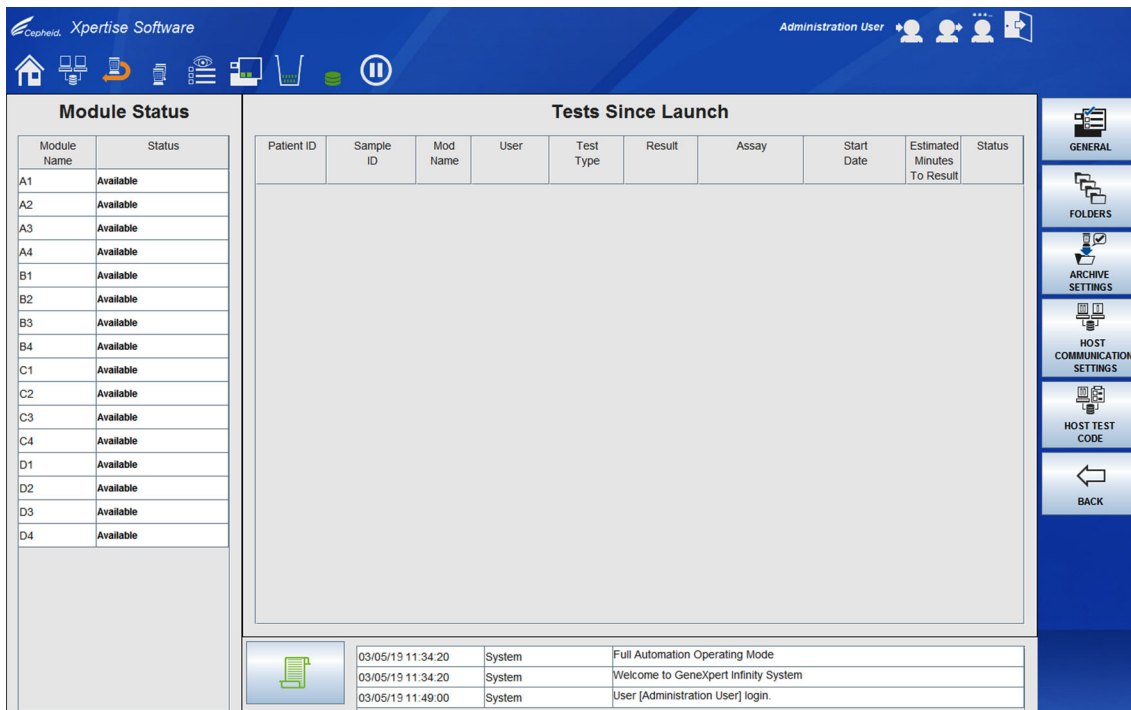 Cepheid. Xpertise Software
Administration User
Module Status
Module Name Status
A1 Available
A2 Available
A3 Available
A4 Available
B1 Available
B2 Available
B3 Available
B4 Available
C1 Available
C2 Available
C3 Available
C4 Available
D1 Available
D2 Available
D3 Available
D4 Available
Tests Since Launch
Patient ID Sample ID Mod Name User Test Type Result Assay Start Date Estimated Minutes To Result Status
03/05/19 11:34:20 System Full Automation Operating Mode
03/05/19 11:34:20 System Welcome to GeneXpert Infinity System
03/05/19 11:49:00 System User [Administration User] login.
GENERAL
FOLDERS
ARCHIVE
SETTINGS
HOST
COMMUNICATION
SETTINGS
HOST TEST
CODE
BACK